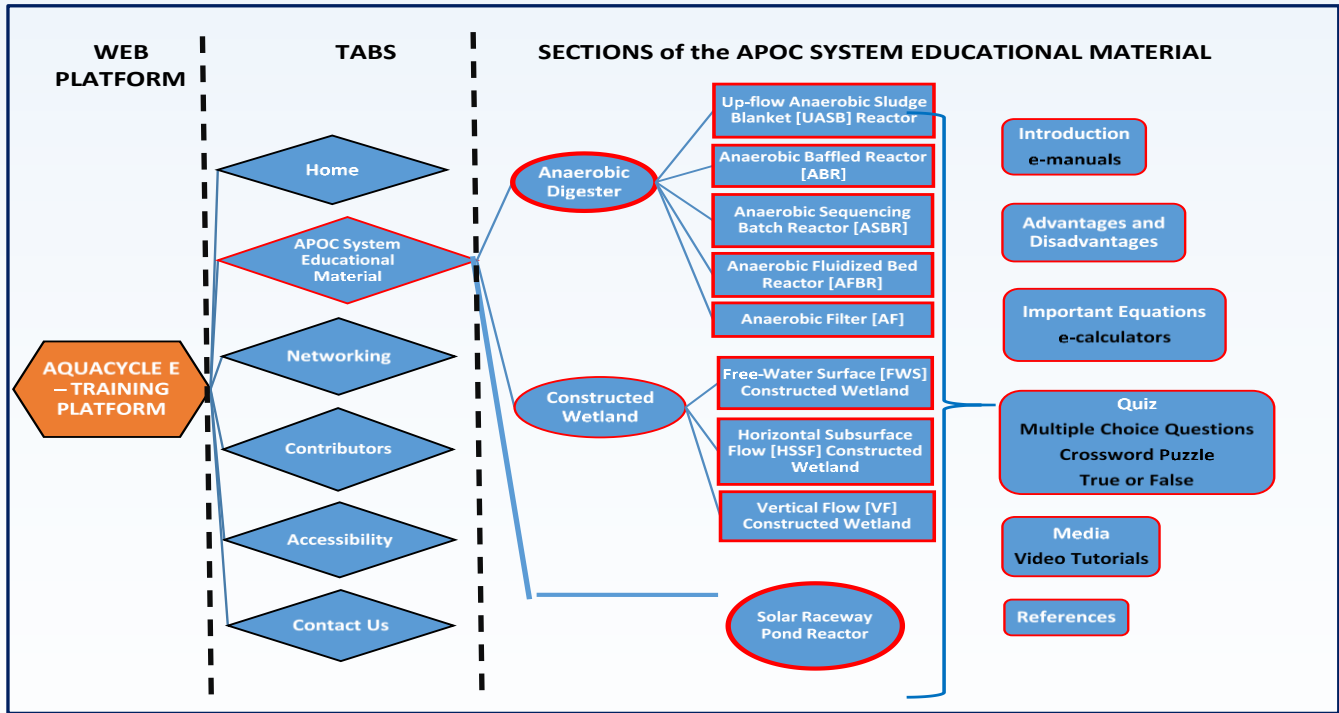 WEB
PLATFORM
TABS
SECTIONS of the APOC SYSTEM EDUCATIONAL MATERIAL
AQUACYCLE E
–TRAINING
PLATFORM
Home
APOC System
Educational
Material
Networking
Contributors
Accessibility
Contact Us
Anaerobic
Digester
Constructed
Wetland
Up-flow Anaerobic Sludge
Blanket [UASB] Reactor
Anaerobic Baffled Reactor
[ABR]
Anaerobic Sequencing
Batch Reactor [ASBR]
Anaerobic Fluidized Bed
Reactor [AFBR]
Anaerobic Filter [AF]
Free-Water Surface [FWS]
Constructed Wetland
Horizontal Subsurface
Flow [HSSF] Constructed
Wetland
Vertical Flow [VF]
Constructed Wetland
Solar Raceway
Pond Reactor
Introduction
e-manuals
Advantages and
Disadvantages
Important Equations
e-calculators
Quiz
Multiple Choice Questions
Crossword Puzzle
True or False
Media
Video Tutorials
References